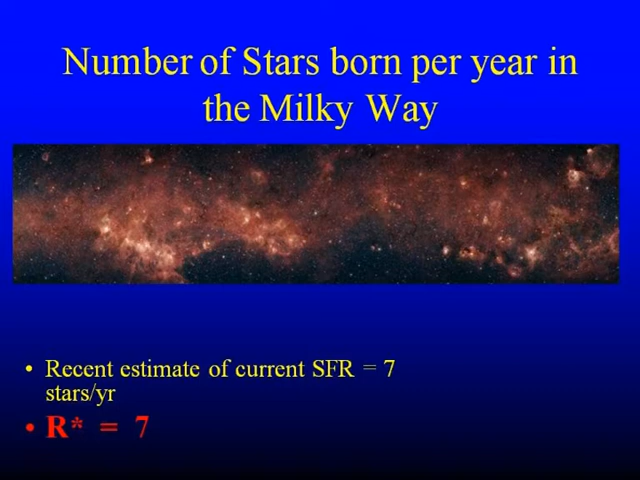 Number of Stars born per year in
the Milky Way
• Recent estimate of current SFR = 7
stars/yr
• R* = 7